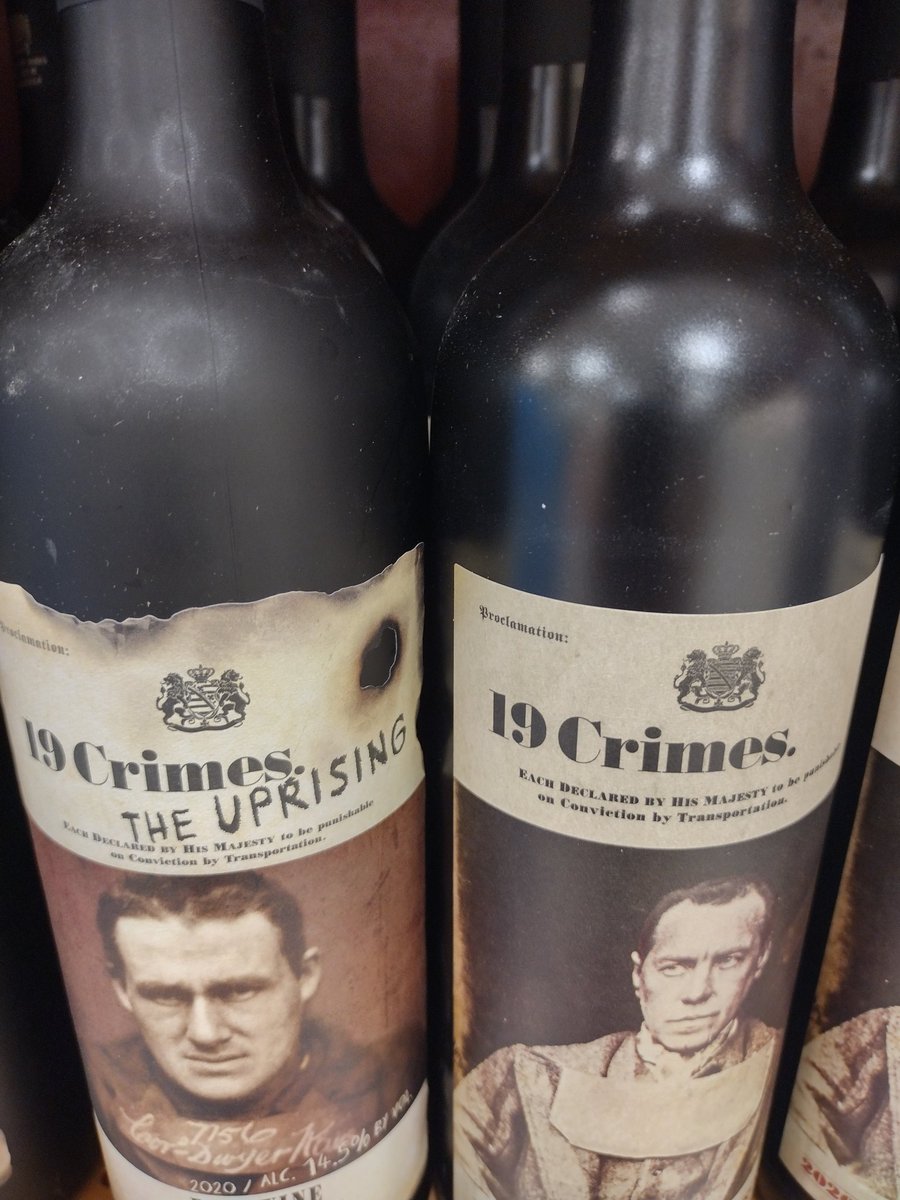 Proclamation:
19 Crimes.
THE UPRISING
EACH DECLARED BY HIS MAJESTY to be punishable
on Conviction by Transportation.
7156
2020 / ALC. 14.5% BY VOL.
Proclamation:
19 Crimes.
EACH DECLARED BY HIS MAJESTY to be punishable
on Conviction by Transportation.